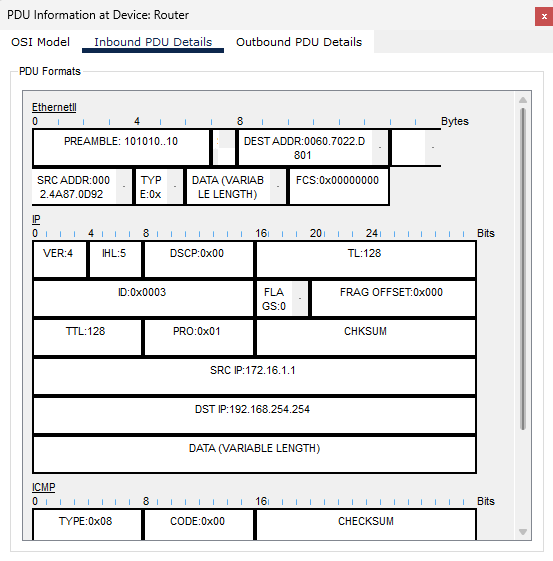 PDU Information at Device: Router
x
OSI Model Inbound PDU Details Outbound PDU Details
PDU Formats
EthernetII
0 4 8 Bytes
PREAMBLE: 101010..10 DEST ADDR:0060.7022.D
801
SRC ADDR:000 TYP DATA (VARIAB FCS:0x00000000
2.4A87.0D92 E:0x LE LENGTH)
IP
0 4 8 16 20 24 Bits
VER:4 IHL:5 DSCP:0x00 TL:128
ID:0x0003 FLA FRAG OFFSET:0x000
GS:0
TTL:128 PRO:0x01 CHKSUM
SRC IP:172.16.1.1
DST IP:192.168.254.254
DATA (VARIABLE LENGTH)
ICMP
0 8 16 Bits
TYPE:0x08 CODE:0x00 CHECKSUM